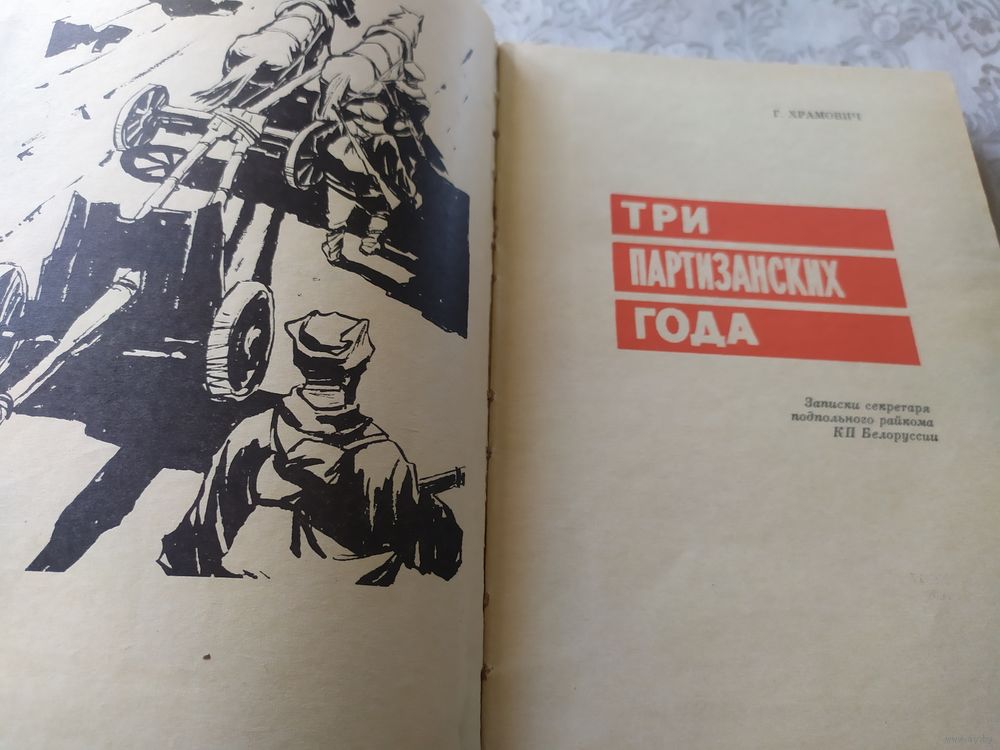 Г. ХРАМОВИЧ
ТРИ
ПАРТИЗАНСКИХ
ГОДА
Записки секретаря
подпольного райкома
КП Белоруссии